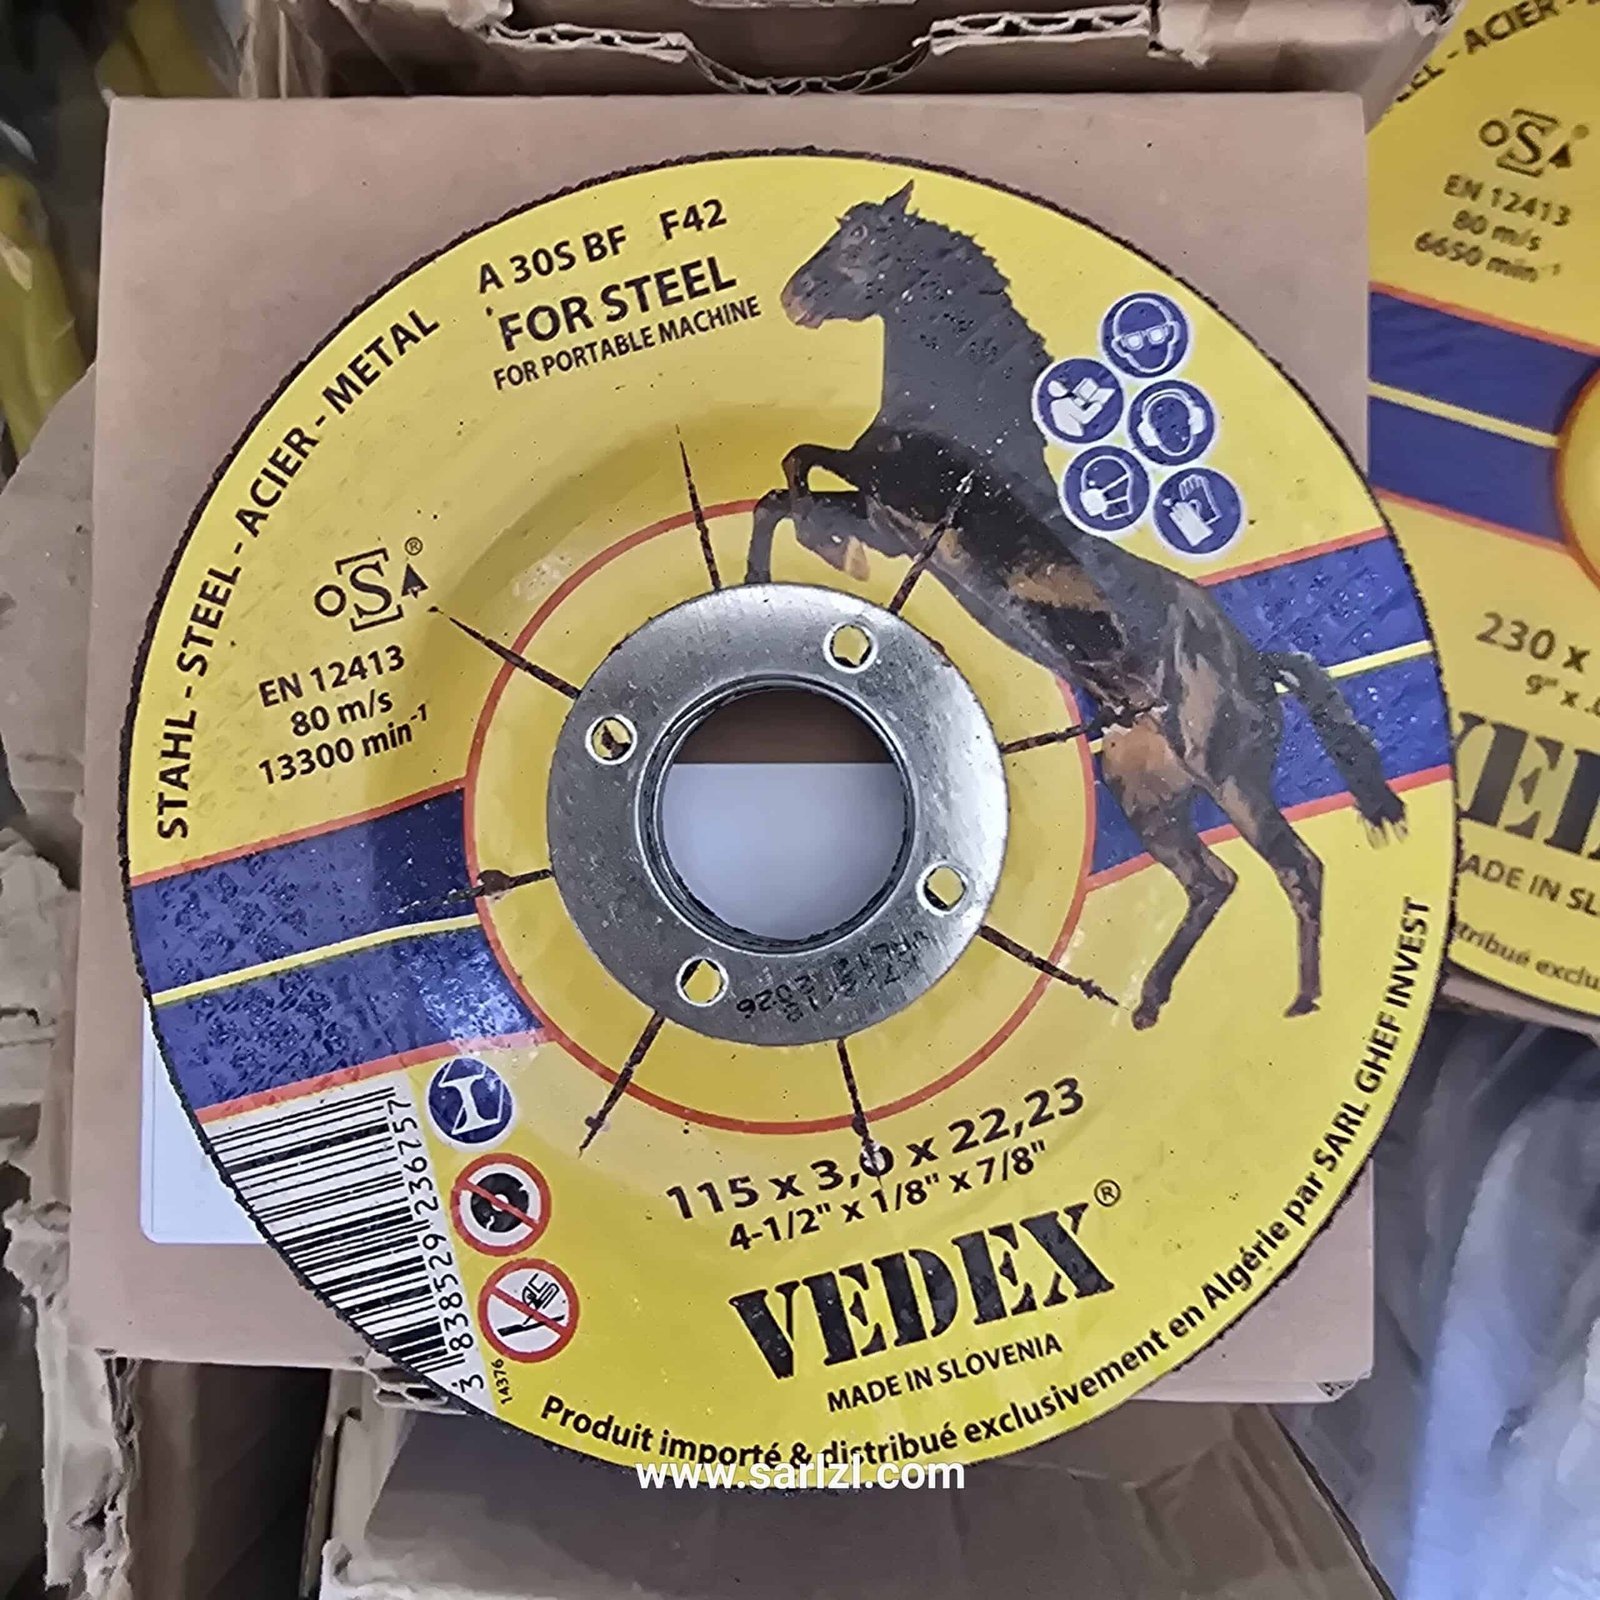 A 30S BF F42
FOR STEEL
FOR PORTABLE MACHINE
STAHL - STEEL - ACIER - METAL
oSA®
EN 12413
80 m/s
13300 min⁻¹
115 x 3,0 x 22,23
4-1/2" x 1/8" x 7/8"
VEDEX®
MADE IN SLOVENIA
Produit importé & distribué exclusivement en Algérie par SARL GHEF INVEST
3 838529 236757
14376
2026
www.sarlzl.com
- ACIER -
oSA®
EN 12413
80 m/s
6650 min⁻¹
230 x
9" x